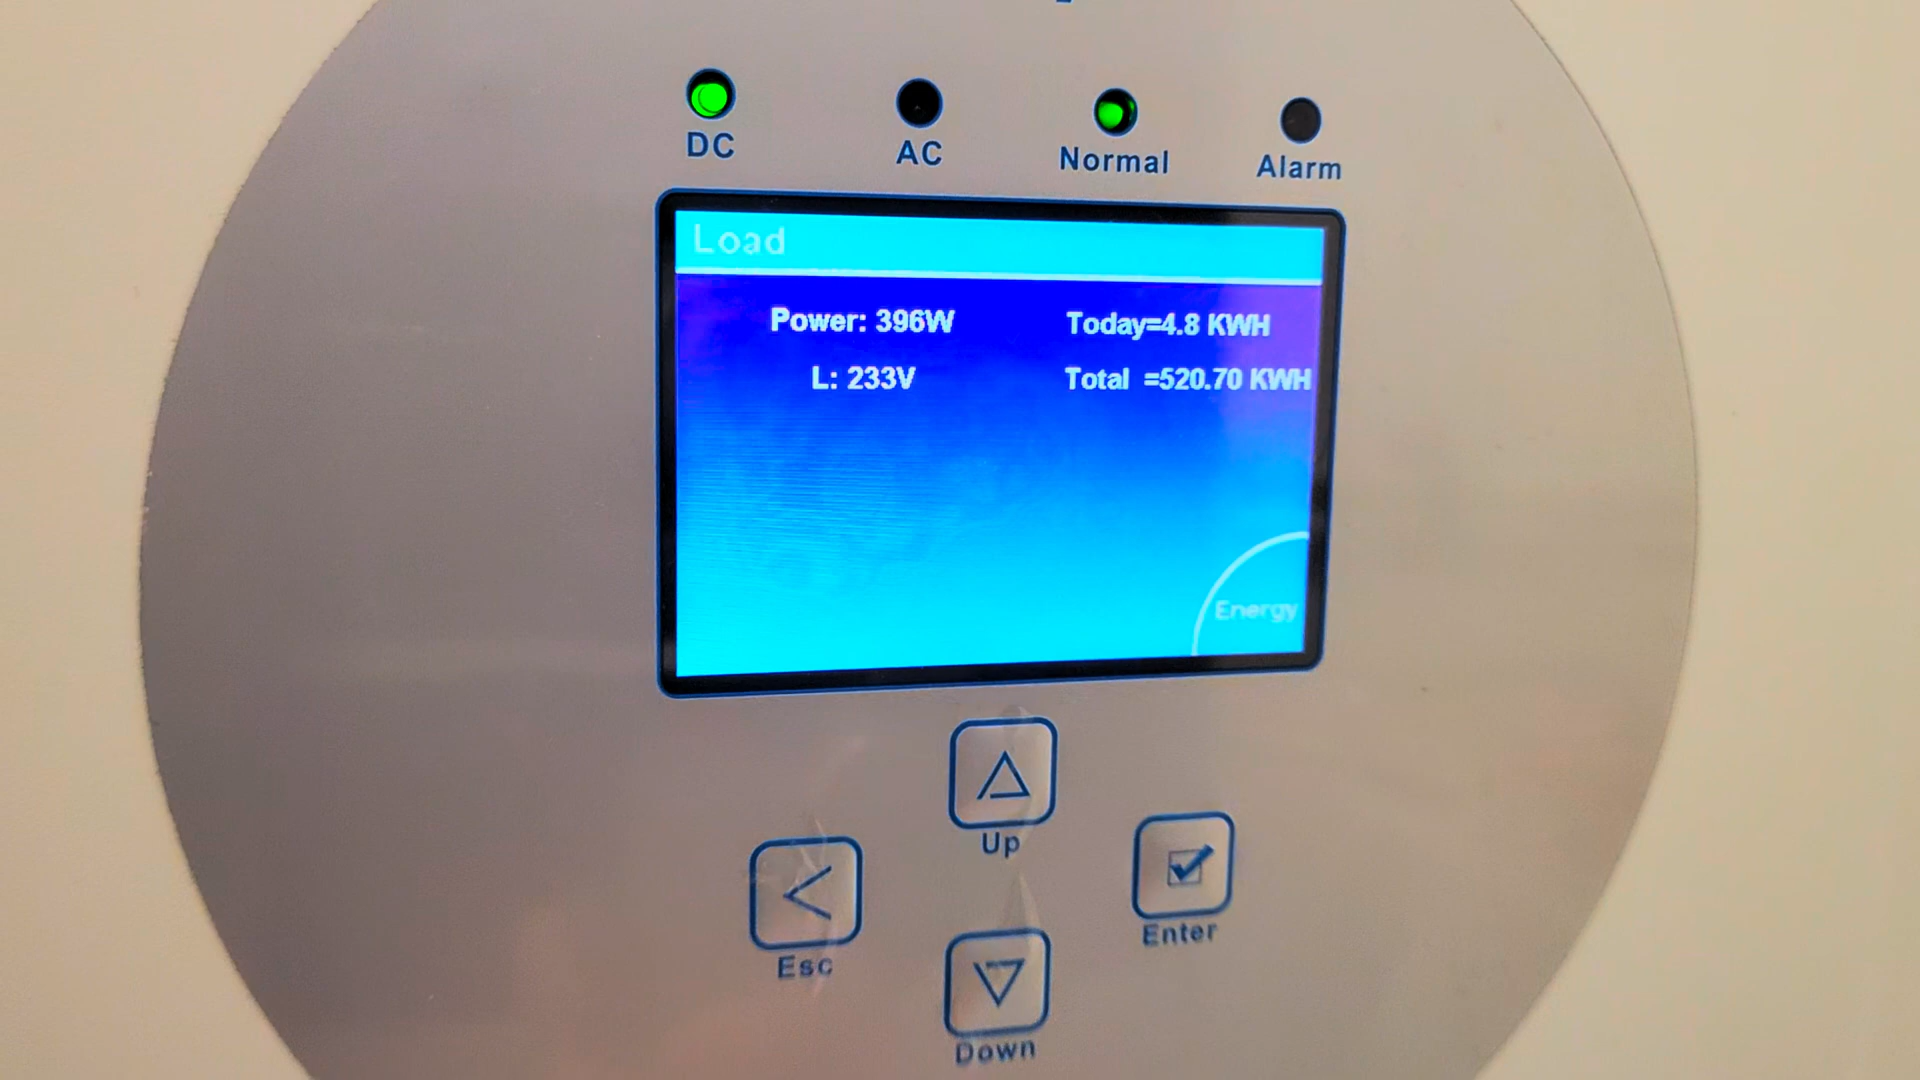 DC AC Normal Alarm
Load
Power: 396W Today=4.8 KWH
L: 233V Total =520.70 KWH
Energy
Up
Enter
Esc
Down